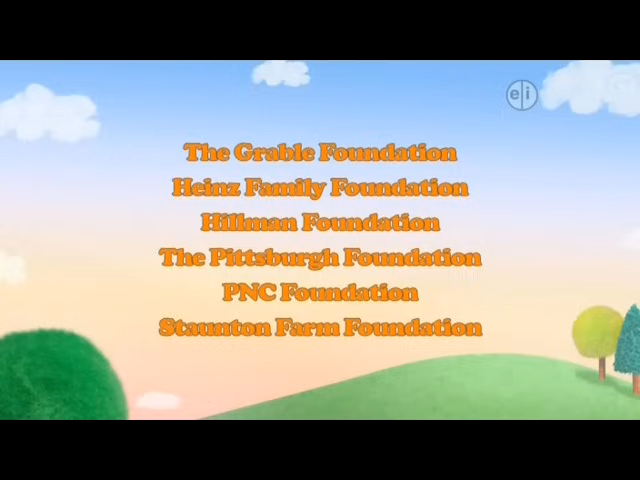 e i
The Grable Foundation
Heinz Family Foundation
Hillman Foundation
The Pittsburgh Foundation
PNC Foundation
Staunton Farm Foundation